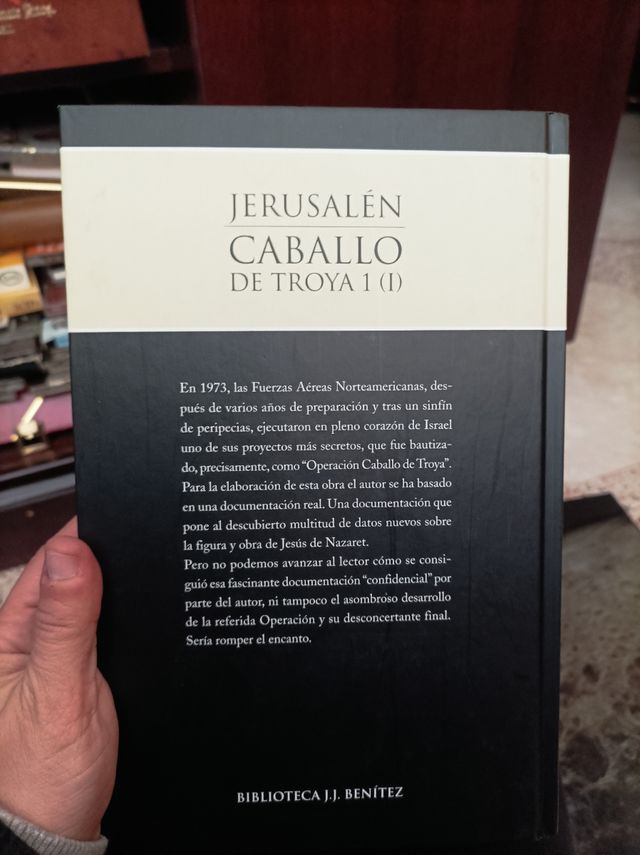 JERUSALÉN
CABALLO
DE TROYA 1 (I)
En 1973, las Fuerzas Aéreas Norteamericanas, des-
pués de varios años de preparación y tras un sinfín
de peripecias, ejecutaron en pleno corazón de Israel
uno de sus proyectos más secretos, que fue bautiza-
do, precisamente, como “Operación Caballo de Troya”.
Para la elaboración de esta obra el autor se ha basado
en una documentación real. Una documentación que
pone al descubierto multitud de datos nuevos sobre
la figura y obra de Jesús de Nazaret.
Pero no podemos avanzar al lector cómo se consi-
guió esa fascinante documentación “confidencial” por
parte del autor, ni tampoco el asombroso desarrollo
de la referida Operación y su desconcertante final.
Sería romper el encanto.
BIBLIOTECA J.J. BENÍTEZ